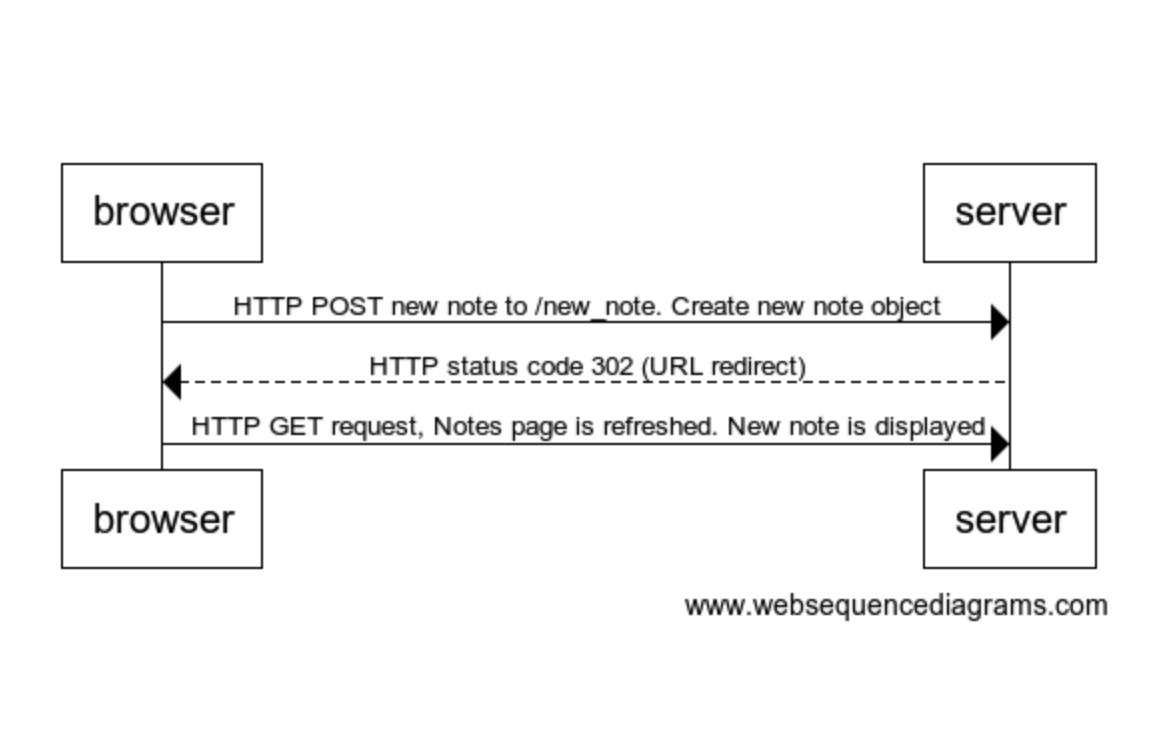 browser server
HTTP POST new note to /new_note. Create new note object
HTTP status code 302 (URL redirect)
HTTP GET request, Notes page is refreshed. New note is displayed
browser server
www.websequencediagrams.com